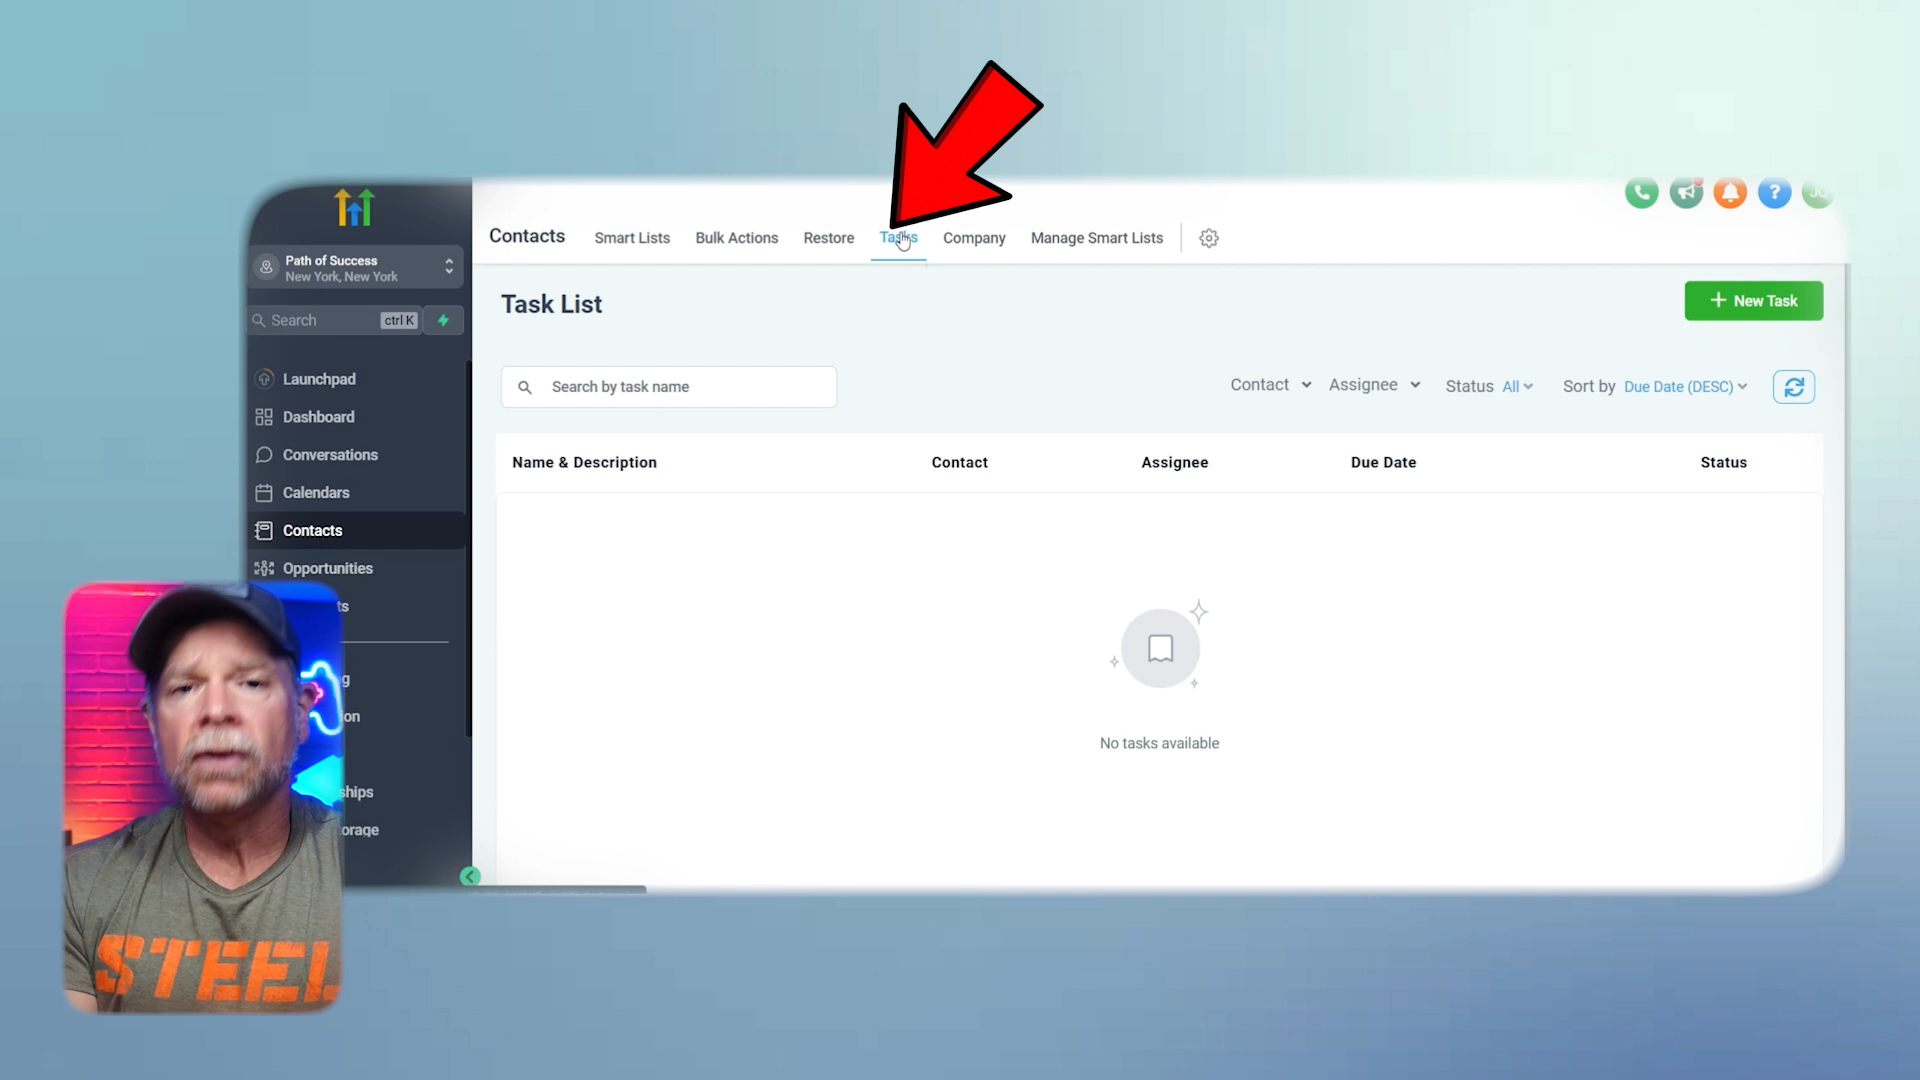 Contacts
Smart Lists
Bulk Actions
Restore
Tasks
Company
Manage Smart Lists
Path of Success
New York, New York
Search
ctrl K
Launchpad
Dashboard
Conversations
Calendars
Contacts
Opportunities
ts
g
ion
ships
orage
Task List
+ New Task
Search by task name
Contact
Assignee
Status All
Sort by Due Date (DESC)
Name & Description
Contact
Assignee
Due Date
Status
No tasks available
STEEL